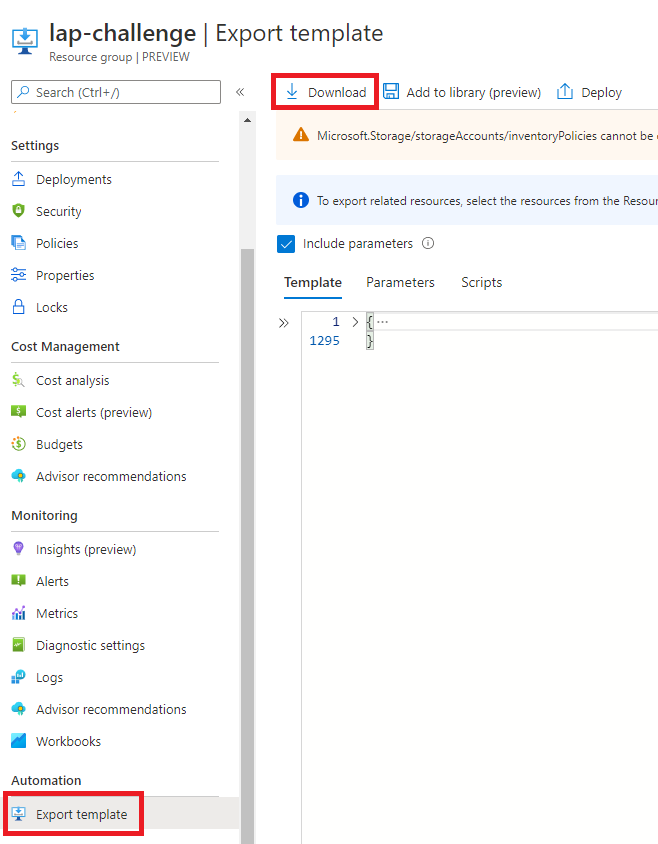 lap-challenge | Export template
Resource group | PREVIEW
Search (Ctrl+/)
«
Settings
Deployments
Security
Policies
Properties
Locks
Cost Management
Cost analysis
Cost alerts (preview)
Budgets
Advisor recommendations
Monitoring
Insights (preview)
Alerts
Metrics
Diagnostic settings
Logs
Advisor recommendations
Workbooks
Automation
Export template
Download Add to library (preview) Deploy
Microsoft.Storage/storageAccounts/inventoryPolicies cannot be
To export related resources, select the resources from the Resour
Include parameters
Template Parameters Scripts
1 { ...
1295 }